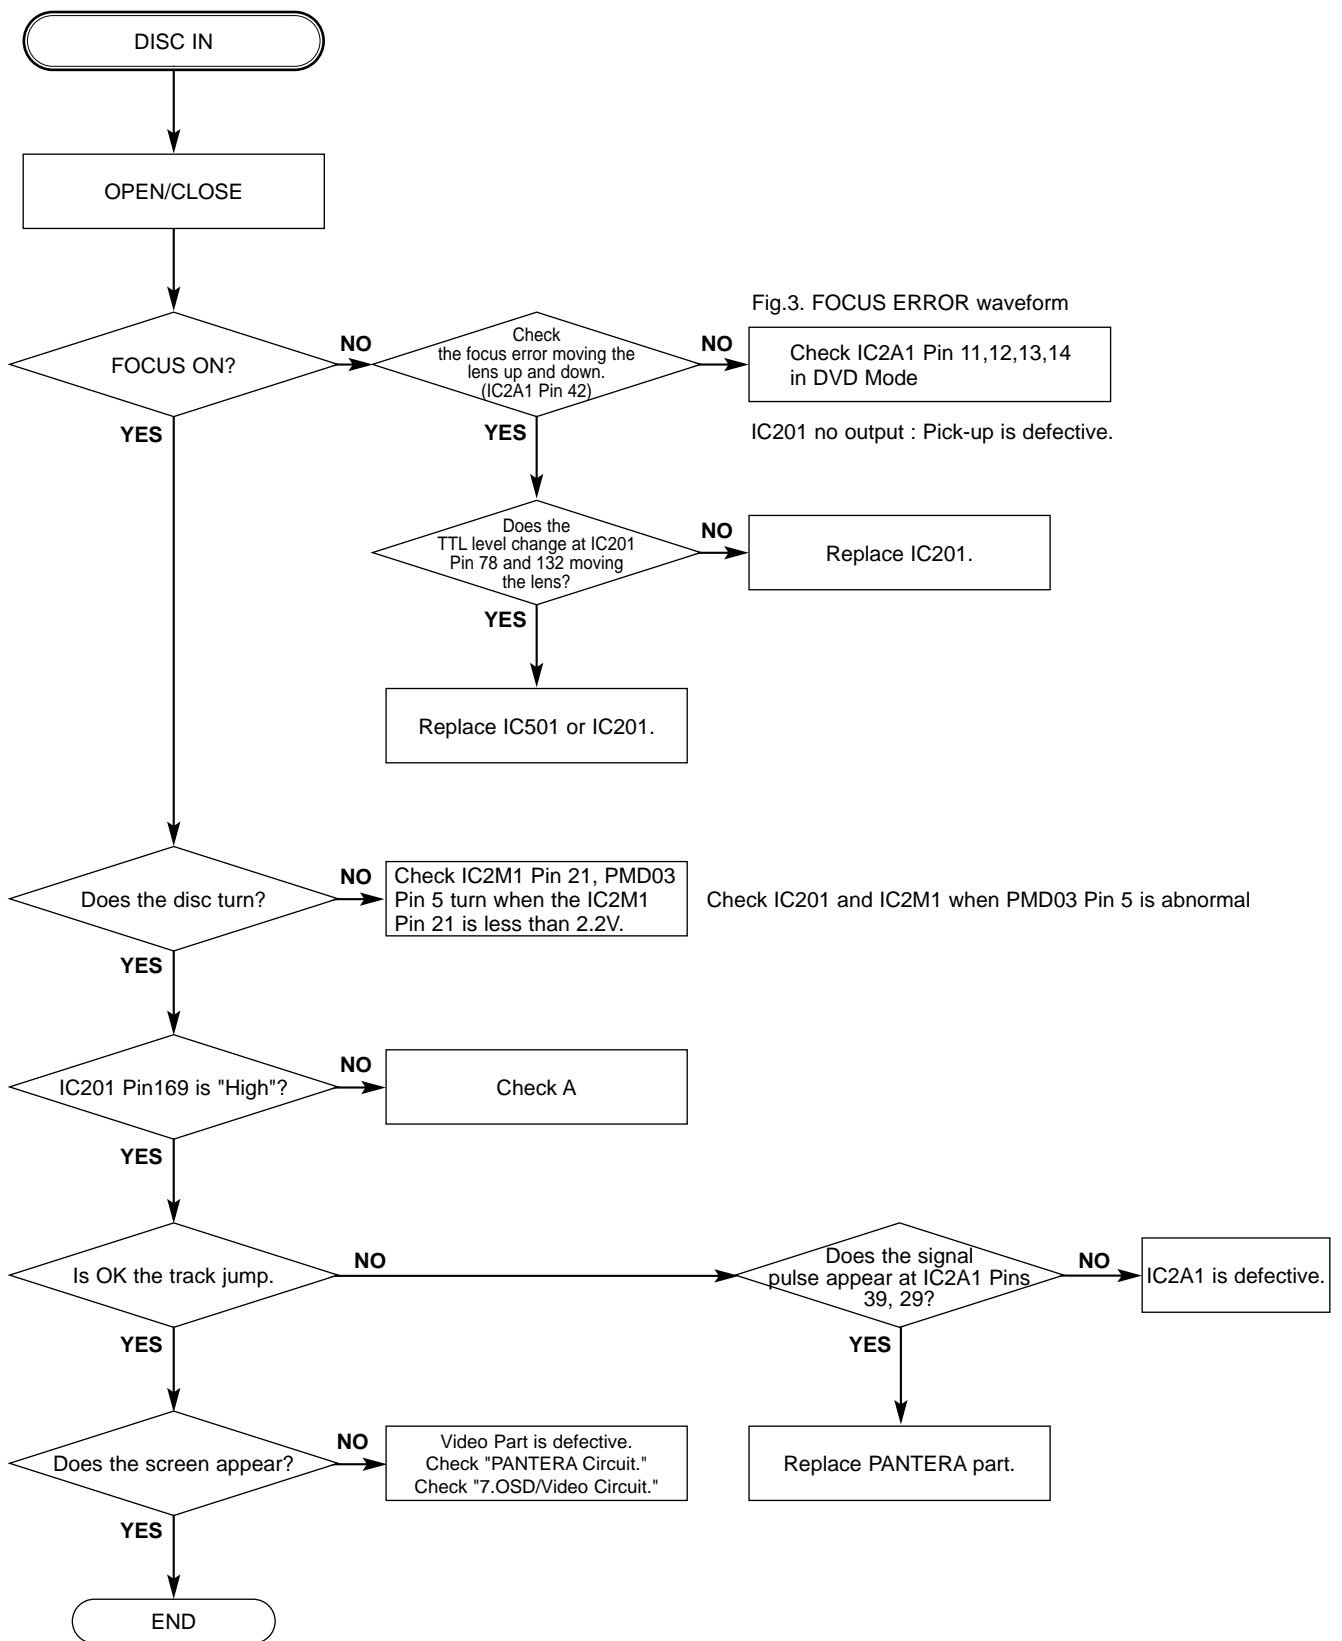 DISC IN
OPEN/CLOSE
FOCUS ON?
NO
YES
Check
the focus error moving the
lens up and down.
(IC2A1 Pin 42)
NO
YES
Fig.3. FOCUS ERROR waveform
Check IC2A1 Pin 11,12,13,14
in DVD Mode
IC201 no output : Pick-up is defective.
Does the
TTL level change at IC201
Pin 78 and 132 moving
the lens?
NO
YES
Replace IC201.
Replace IC501 or IC201.
Does the disc turn?
NO
YES
Check IC2M1 Pin 21, PMD03
Pin 5 turn when the IC2M1
Pin 21 is less than 2.2V.
Check IC201 and IC2M1 when PMD03 Pin 5 is abnormal
IC201 Pin169 is "High"?
NO
YES
Check A
Is OK the track jump.
NO
YES
Does the signal
pulse appear at IC2A1 Pins
39, 29?
NO
YES
IC2A1 is defective.
Replace PANTERA part.
Does the screen appear?
NO
YES
Video Part is defective.
Check "PANTERA Circuit."
Check "7.OSD/Video Circuit."
END